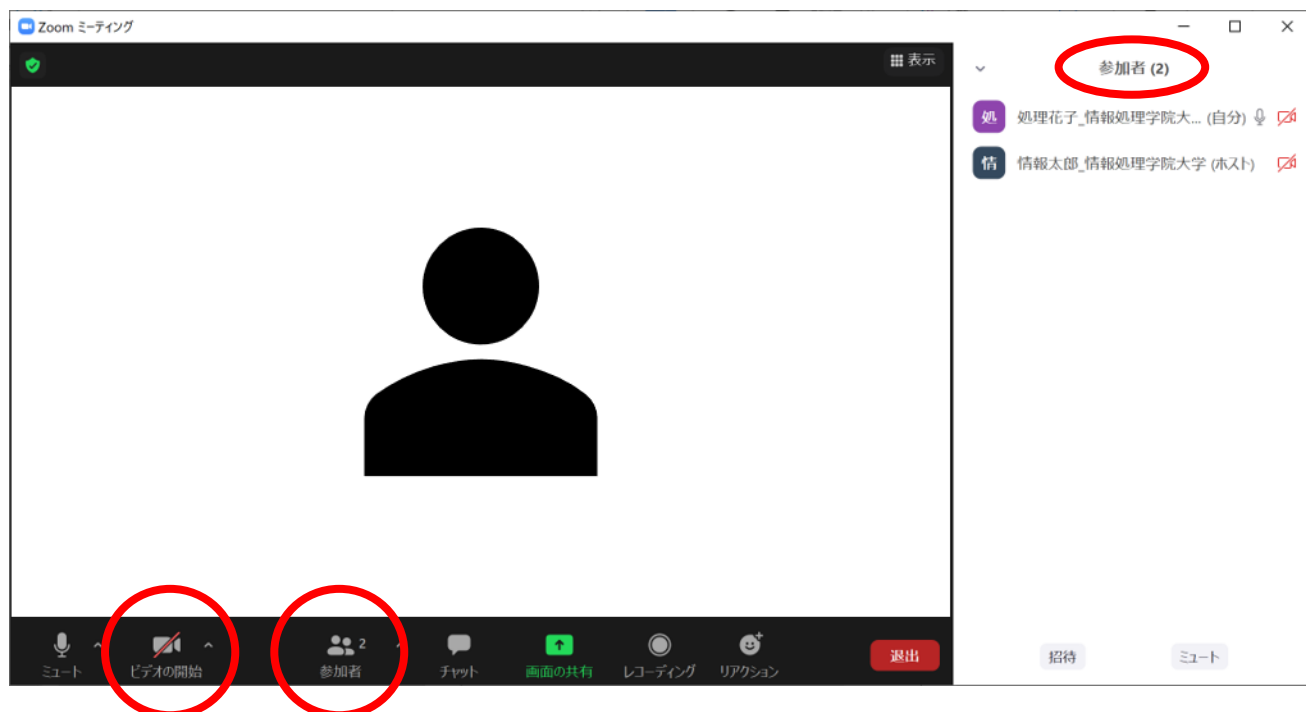 Zoom ミーティング
表示
参加者 (2)
処 処理花子_情報処理学院大... (自分)
情 情報太郎_情報処理学院大学 (ホスト)
2
ミュート ビデオの開始 参加者 チャット 画面の共有 レコーディング リアクション 退出
招待 ミュート